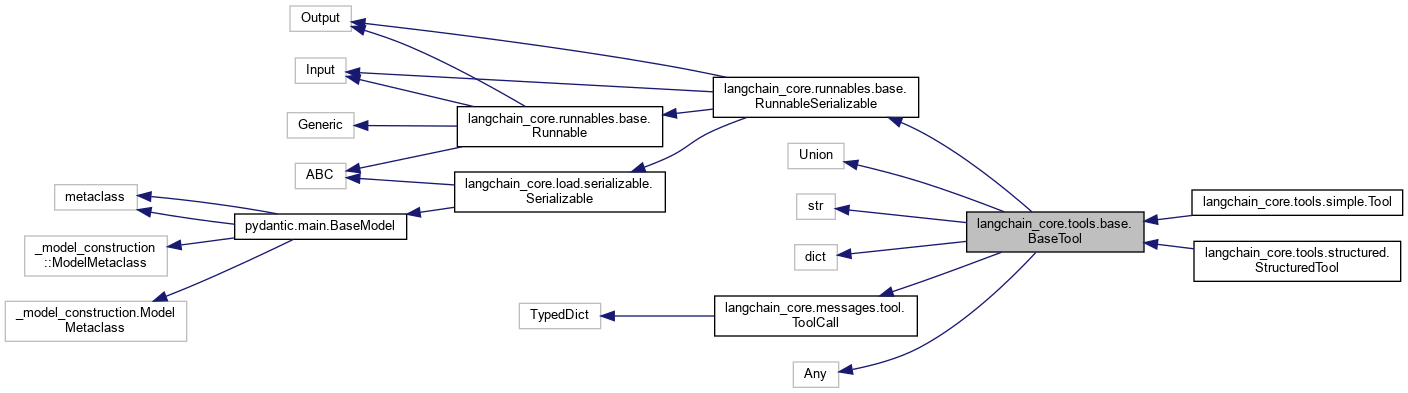 Output
Input
Generic
ABC
metaclass
_model_construction
::ModelMetaclass
_model_construction.Model
Metaclass
pydantic.main.BaseModel
langchain_core.runnables.base.
Runnable
langchain_core.load.serializable.
Serializable
TypedDict
langchain_core.runnables.base.
RunnableSerializable
Union
str
dict
langchain_core.messages.tool.
ToolCall
Any
langchain_core.tools.base.
BaseTool
langchain_core.tools.simple.Tool
langchain_core.tools.structured.
StructuredTool